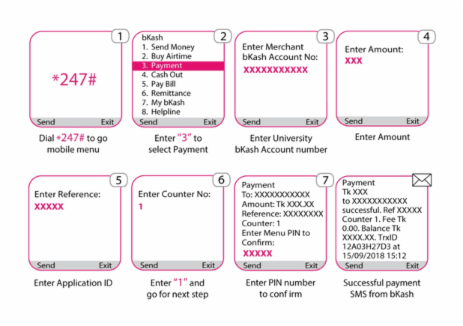 1
*247#
Send Exit
Dial *247# to go
mobile menu
2
bKash
1. Send Money
2. Buy Airtime
3. Payment
4. Cash Out
5. Pay Bill
6. Remittance
7. My bKash
8. Helpline
Send Exit
Enter “3” to
select Payment
3
Enter Merchant
bKash Account No:
XXXXXXXXXXX
Send Exit
Enter University
bKash Account number
4
Enter Amount:
XXX
Send Exit
Enter Amount
5
Enter Reference:
XXXXX
Send Exit
Enter Application ID
6
Enter Counter No:
1
Send Exit
Enter “1” and
go for next step
7
Payment
To: XXXXXXXXXXX
Amount: Tk XXX.XX
Reference: XXXXXXXX
Counter: 1
Enter Menu PIN to
Confirm:
XXXXX
Send Exit
Enter PIN number
to conf irm
Payment
Tk XXX
to XXXXXXXXXXX
successful. Ref XXXXX
Counter 1. Fee Tk
0.00. Balance Tk
XXXX.XX. TrxID
12A03H27D3 at
15/09/2018 15:12
Send Exit
Successful payment
SMS from bKash